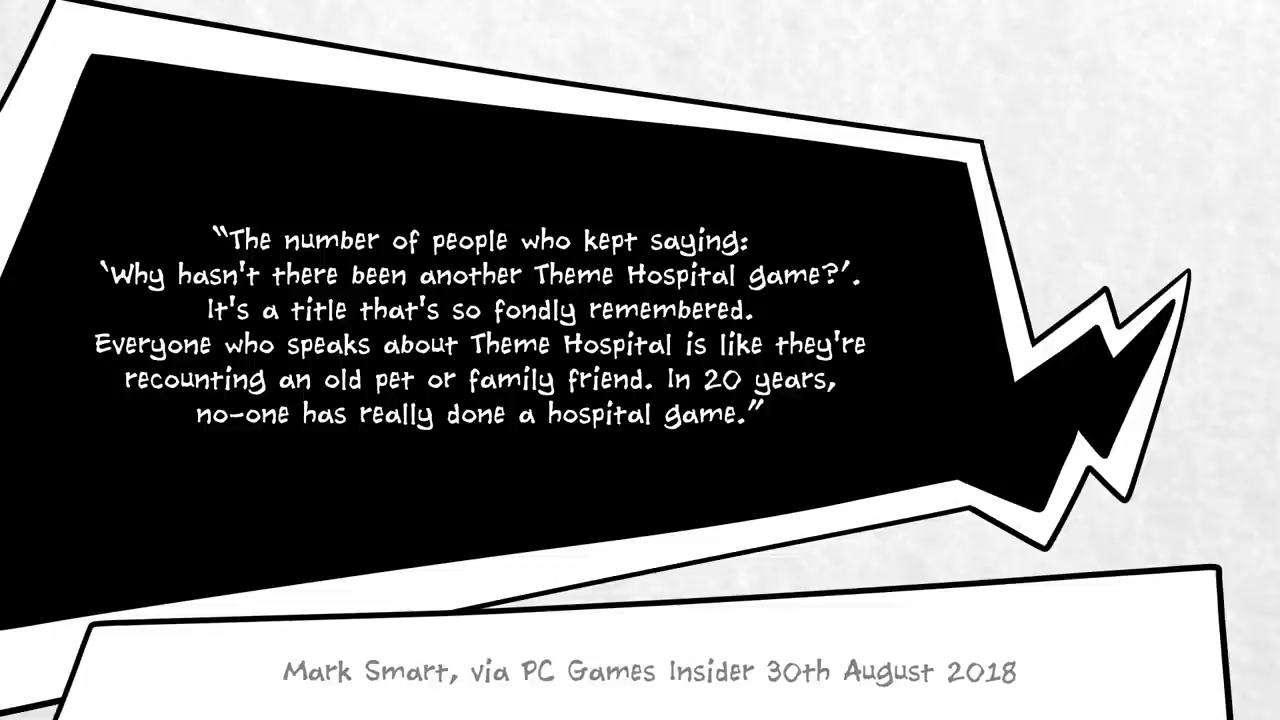 “The number of people who kept saying:
‘Why hasn't there been another Theme Hospital game?’.
It's a title that's so fondly remembered.
Everyone who speaks about Theme Hospital is like they're
recounting an old pet or family friend. In 20 years,
no-one has really done a hospital game.”
Mark Smart, via PC Games Insider 30th August 2018